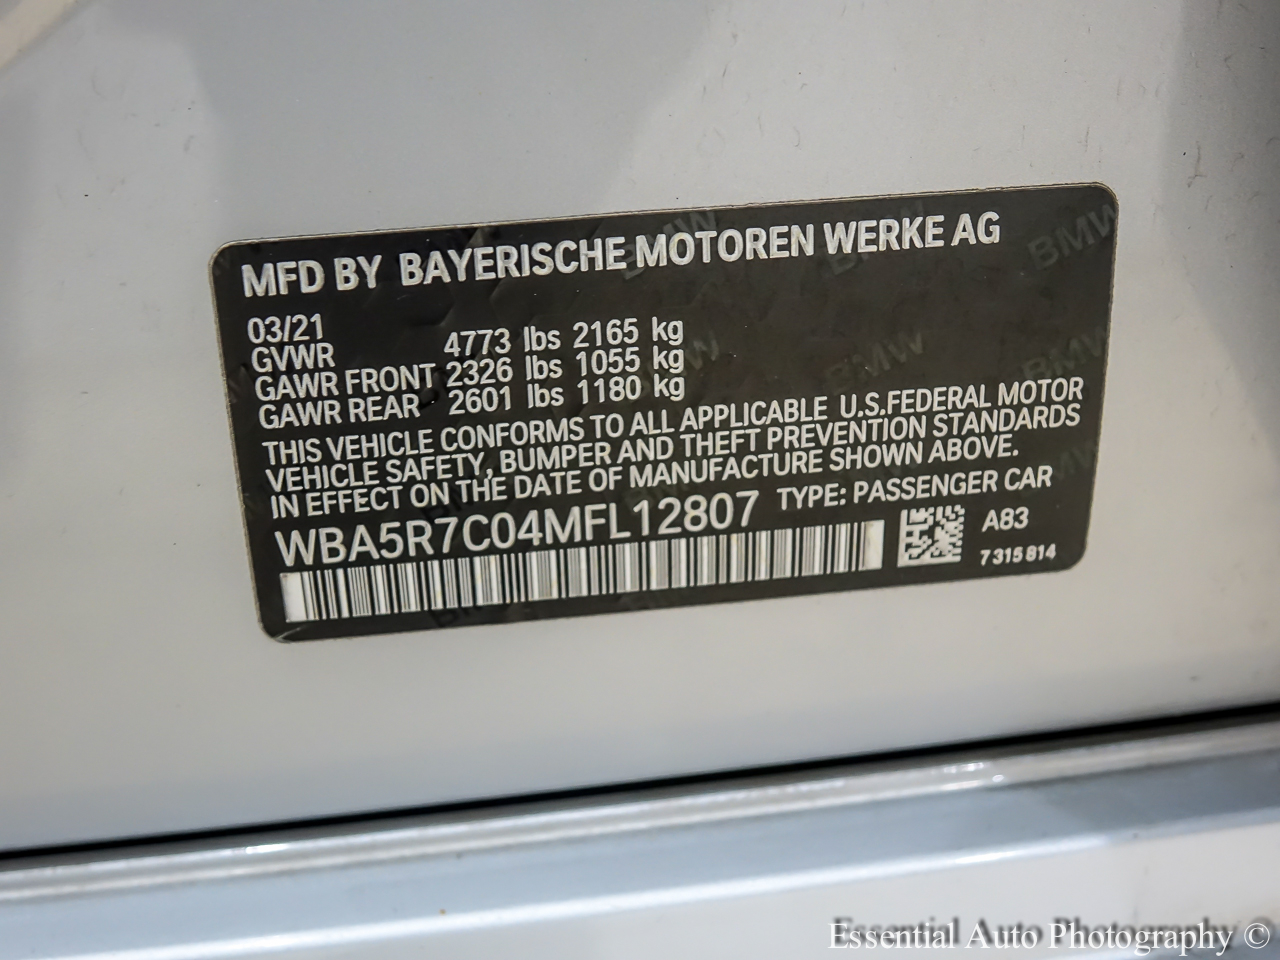 MFD BY BAYERISCHE MOTOREN WERKE AG
03/21
GVWR 4773 lbs 2165 kg
GAWR FRONT 2326 lbs 1055 kg
GAWR REAR 2601 lbs 1180 kg
THIS VEHICLE CONFORMS TO ALL APPLICABLE U.S.FEDERAL MOTOR
VEHICLE SAFETY, BUMPER AND THEFT PREVENTION STANDARDS
IN EFFECT ON THE DATE OF MANUFACTURE SHOWN ABOVE.
WBA5R7C04MFL12807 TYPE: PASSENGER CAR
A83
7315814
Essential Auto Photography ©